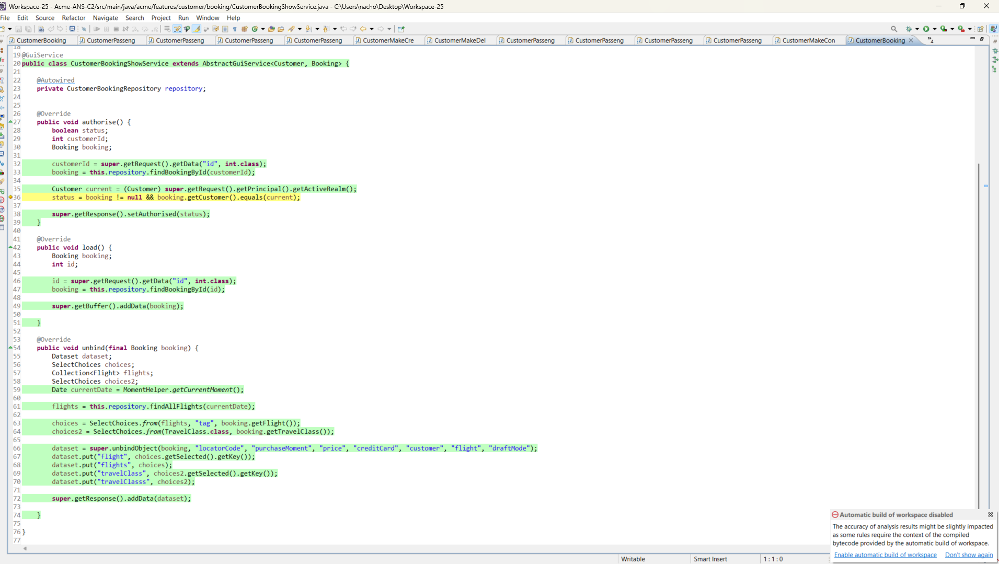 Workspace-25 - Acme-ANS-C2/src/main/java/acme/features/customer/booking/CustomerBookingShowService.java - C:\Users\nacho\Desktop\Workspace-25
File Edit Source Refactor Navigate Search Project Run Window Help
CustomerBooking CustomerPasseng CustomerPasseng CustomerPasseng CustomerPasseng CustomerMakeCre CustomerMakeDel CustomerPasseng CustomerPasseng CustomerPasseng CustomerPasseng CustomerMakeCon CustomerBooking »4
18
19 @GuiService
20 public class CustomerBookingShowService extends AbstractGuiService<Customer, Booking> {
21
22 @Autowired
23 private CustomerBookingRepository repository;
24
25
26 @Override
27 public void authorise() {
28 boolean status;
29 int customerId;
30 Booking booking;
31
32 customerId = super.getRequest().getData("id", int.class);
33 booking = this.repository.findBookingById(customerId);
34
35 Customer current = (Customer) super.getRequest().getPrincipal().getActiveRealm();
36 status = booking != null && booking.getCustomer().equals(current);
37
38 super.getResponse().setAuthorised(status);
39 }
40
41 @Override
42 public void load() {
43 Booking booking;
44 int id;
45
46 id = super.getRequest().getData("id", int.class);
47 booking = this.repository.findBookingById(id);
48
49 super.getBuffer().addData(booking);
50
51 }
52
53 @Override
54 public void unbind(final Booking booking) {
55 Dataset dataset;
56 SelectChoices choices;
57 Collection<Flight> flights;
58 SelectChoices choices2;
59 Date currentDate = MomentHelper.getCurrentMoment();
60
61 flights = this.repository.findAllFlights(currentDate);
62
63 choices = SelectChoices.from(flights, "tag", booking.getFlight());
64 choices2 = SelectChoices.from(TravelClass.class, booking.getTravelClass());
65
66 dataset = super.unbindObject(booking, "locatorCode", "purchaseMoment", "price", "creditCard", "customer", "flight", "draftMode");
67 dataset.put("flight", choices.getSelected().getKey());
68 dataset.put("flights", choices);
69 dataset.put("travelClass", choices2.getSelected().getKey());
70 dataset.put("travelClasss", choices2);
71
72 super.getResponse().addData(dataset);
73
74 }
75
76 }
77
Automatic build of workspace disabled
The accuracy of analysis results might be slightly impacted
as some rules require the context of the compiled
bytecode provided by the automatic build of workspace.
Enable automatic build of workspace Don't show again
Writable Smart Insert 1 : 1 : 0